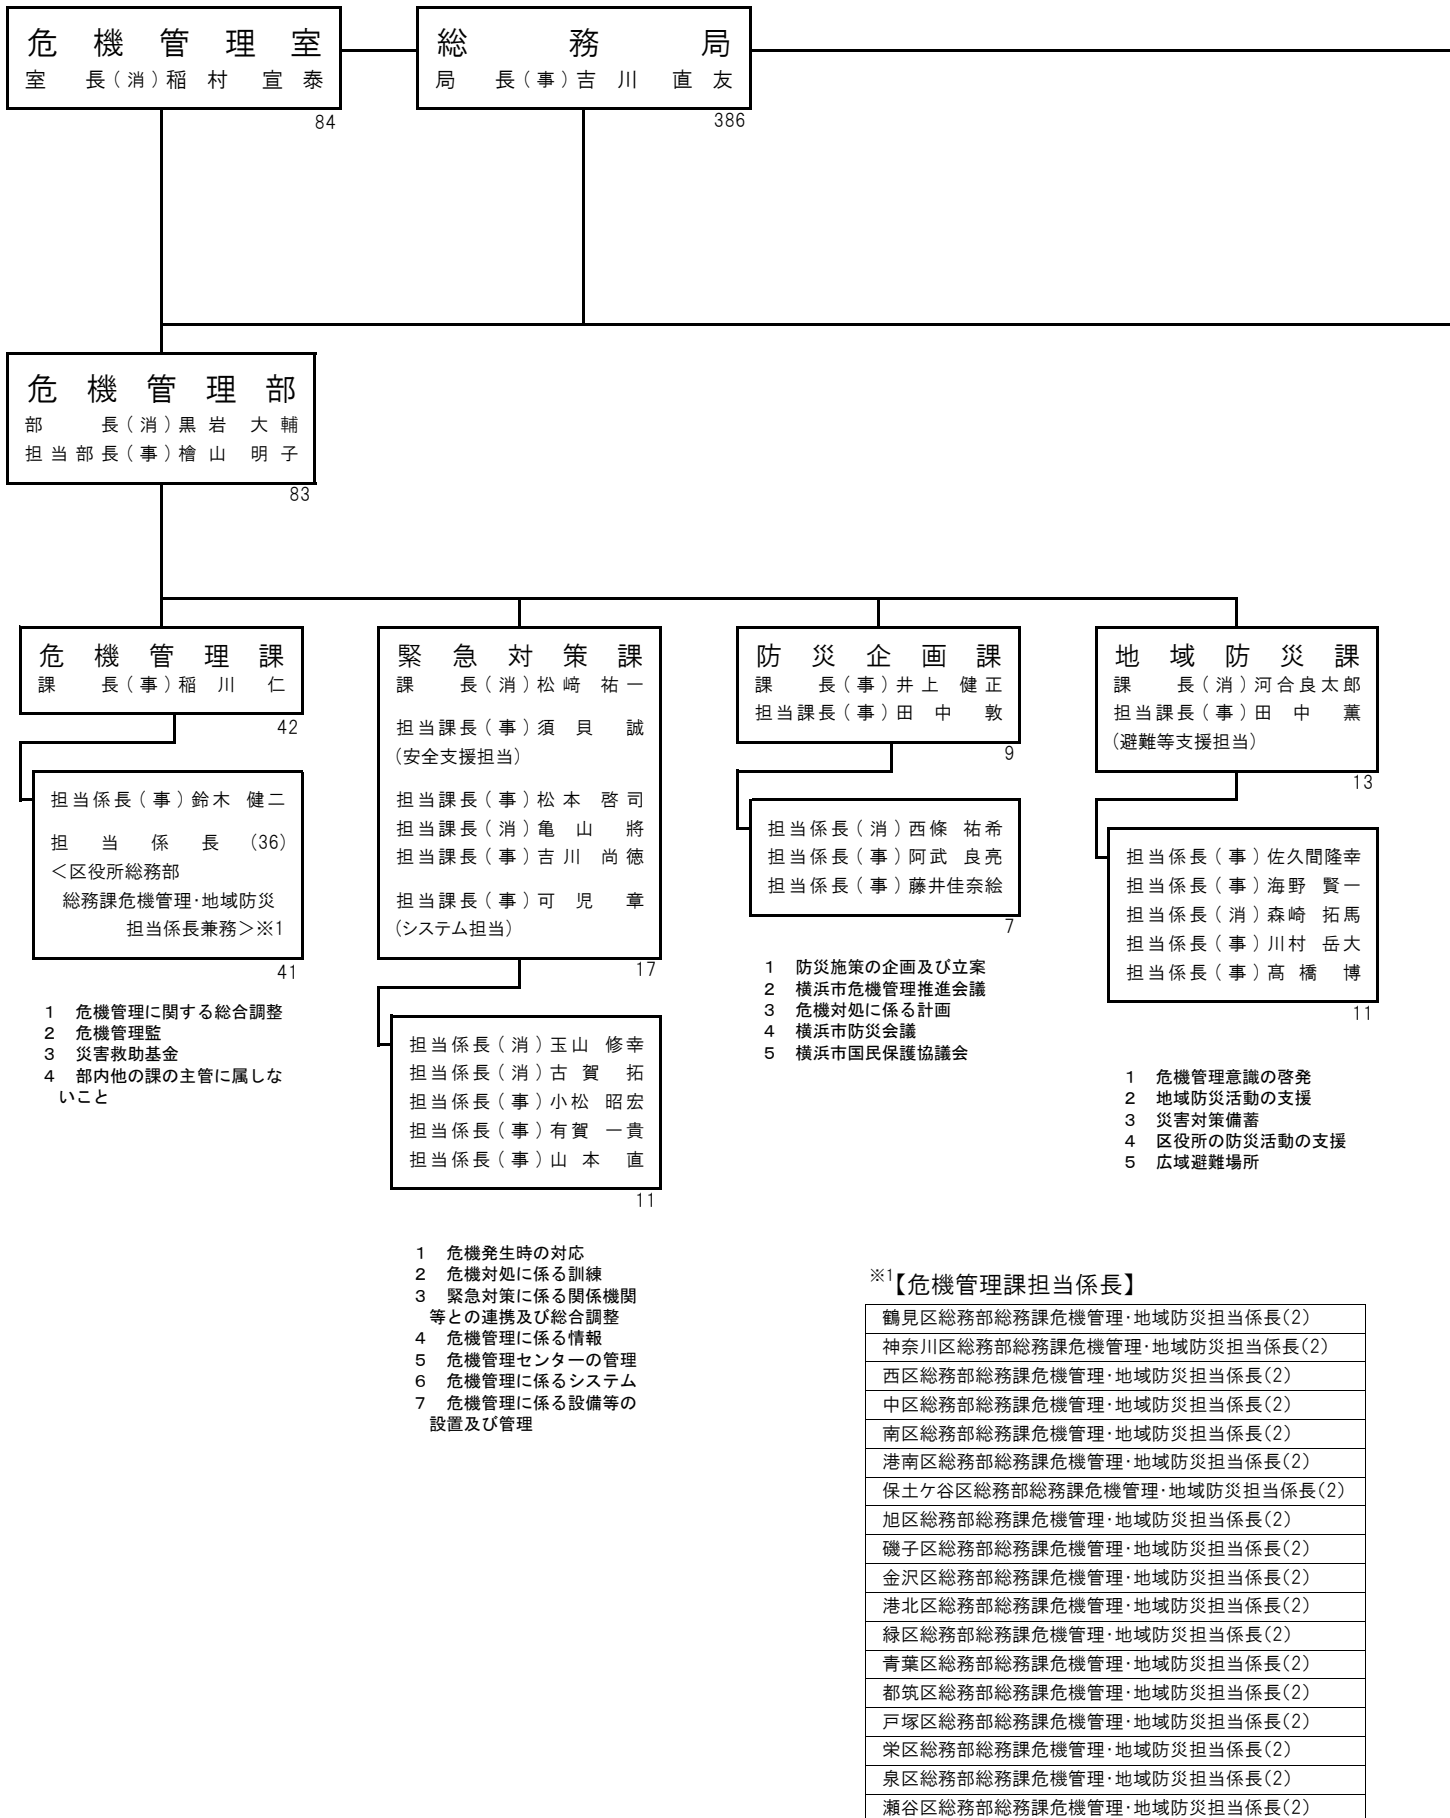 危機管理室
室長(消)稲村宣泰
84
総務局
局長(事)吉川直友
386
危機管理部
部長(消)黒岩大輔
担当部長(事)檜山明子
83
危機管理課
課長(事)稲川仁
42
担当係長(事)鈴木健二
担当係長(36)
<区役所総務部
総務課危機管理･地域防災
担当係長兼務>※1
41
1 危機管理に関する総合調整
2 危機管理監
3 災害救助基金
4 部内他の課の主管に属しな
いこと
緊急対策課
課長(消)松﨑祐一
担当課長(事)須貝誠
(安全支援担当)
担当課長(事)松本啓司
担当課長(消)亀山將
担当課長(事)吉川尚徳
担当課長(事)可児章
(システム担当)
17
担当係長(消)玉山修幸
担当係長(消)古賀拓
担当係長(事)小松昭宏
担当係長(事)有賀一貴
担当係長(事)山本直
11
1 危機発生時の対応
2 危機対処に係る訓練
3 緊急対策に係る関係機関
等との連携及び総合調整
4 危機管理に係る情報
5 危機管理センターの管理
6 危機管理に係るシステム
7 危機管理に係る設備等の
設置及び管理
防災企画課
課長(事)井上健正
担当課長(事)田中敦
9
担当係長(消)西條祐希
担当係長(事)阿武良亮
担当係長(事)藤井佳奈絵
7
1 防災施策の企画及び立案
2 横浜市危機管理推進会議
3 危機対処に係る計画
4 横浜市防災会議
5 横浜市国民保護協議会
地域防災課
課長(消)河合良太郎
担当課長(事)田中薫
(避難等支援担当)
13
担当係長(事)佐久間隆幸
担当係長(事)海野賢一
担当係長(消)森崎拓馬
担当係長(事)川村岳大
担当係長(事)髙橋博
11
1 危機管理意識の啓発
2 地域防災活動の支援
3 災害対策備蓄
4 区役所の防災活動の支援
5 広域避難場所
※1【危機管理課担当係長】
鶴見区総務部総務課危機管理･地域防災担当係長(2)
神奈川区総務部総務課危機管理･地域防災担当係長(2)
西区総務部総務課危機管理･地域防災担当係長(2)
中区総務部総務課危機管理･地域防災担当係長(2)
南区総務部総務課危機管理･地域防災担当係長(2)
港南区総務部総務課危機管理･地域防災担当係長(2)
保土ケ谷区総務部総務課危機管理･地域防災担当係長(2)
旭区総務部総務課危機管理･地域防災担当係長(2)
磯子区総務部総務課危機管理･地域防災担当係長(2)
金沢区総務部総務課危機管理･地域防災担当係長(2)
港北区総務部総務課危機管理･地域防災担当係長(2)
緑区総務部総務課危機管理･地域防災担当係長(2)
青葉区総務部総務課危機管理･地域防災担当係長(2)
都筑区総務部総務課危機管理･地域防災担当係長(2)
戸塚区総務部総務課危機管理･地域防災担当係長(2)
栄区総務部総務課危機管理･地域防災担当係長(2)
泉区総務部総務課危機管理･地域防災担当係長(2)
瀬谷区総務部総務課危機管理･地域防災担当係長(2)